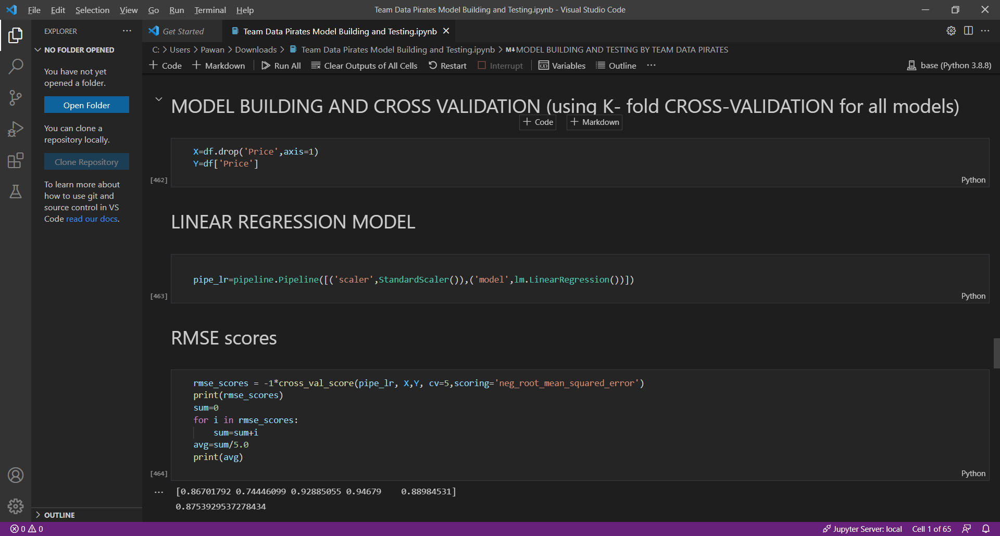 File Edit Selection View Go Run Terminal Help
Team Data Pirates Model Building and Testing.ipynb - Visual Studio Code
EXPLORER
NO FOLDER OPENED
You have not yet
opened a folder.
Open Folder
You can clone a
repository locally.
Clone Repository
To learn more about
how to use git and
source control in VS
Code read our docs.
OUTLINE
Get Started
Team Data Pirates Model Building and Testing.ipynb
C: > Users > Pawan > Downloads > Team Data Pirates Model Building and Testing.ipynb > M↓MODEL BUILDING AND TESTING BY TEAM DATA PIRATES
+ Code + Markdown Run All Clear Outputs of All Cells Restart Interrupt Variables Outline ...
base (Python 3.8.8)
MODEL BUILDING AND CROSS VALIDATION (using K- fold CROSS-VALIDATION for all models)
+ Code + Markdown
X=df.drop('Price',axis=1)
Y=df['Price']
[462] Python
LINEAR REGRESSION MODEL
pipe_lr=pipeline.Pipeline([('scaler',StandardScaler()),('model',lm.LinearRegression())])
[463] Python
RMSE scores
rmse_scores = -1*cross_val_score(pipe_lr, X,Y, cv=5,scoring='neg_root_mean_squared_error')
print(rmse_scores)
sum=0
for i in rmse_scores:
    sum=sum+i
avg=sum/5.0
print(avg)
[464] Python
... [0.86701792 0.74446099 0.92885055 0.94679    0.88984531]
0.8753929537278434
0 0
Jupyter Server: local Cell 1 of 65